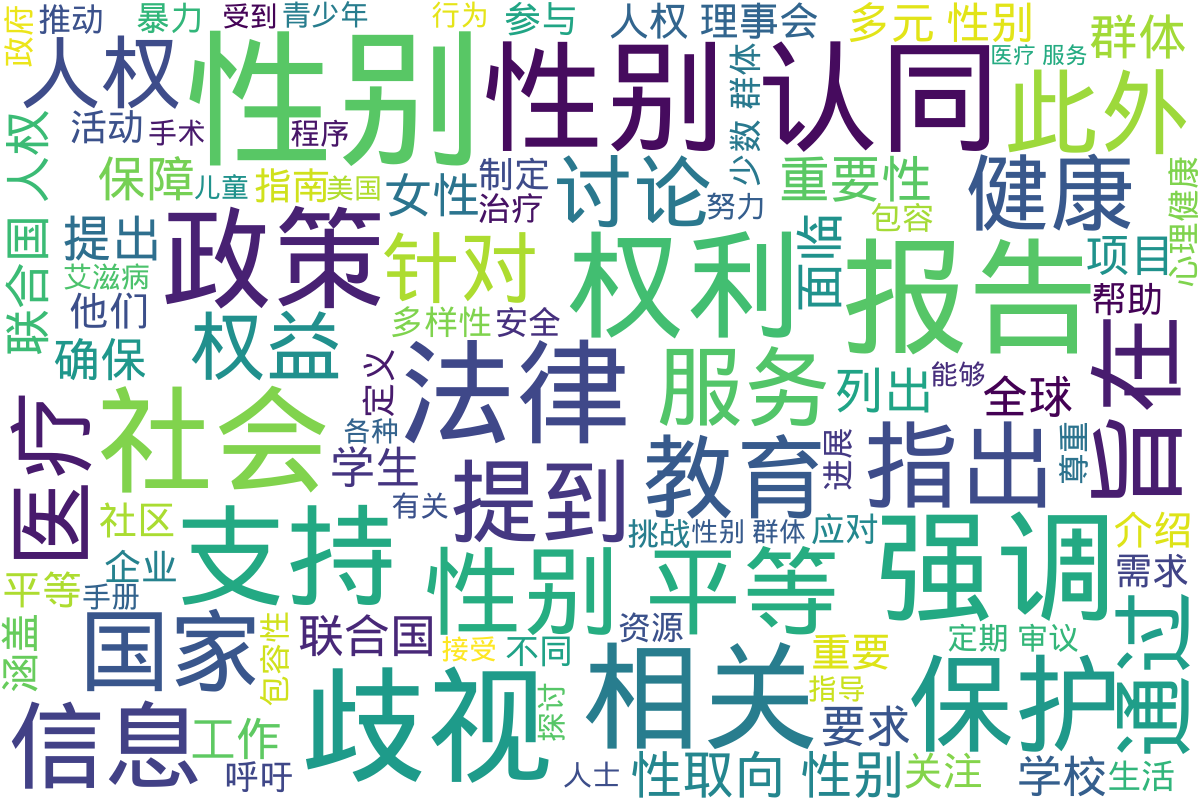 政府
推动
暴力
受到
青少年
行为
参与
人权 理事会
多元 性别
群体
人权
性别
性别 认同
此外
医疗 服务
少数 群体
活动
手术
程序
联合国 人权
保障
儿童
指南
美国
女性
制定
治疗
讨论
努力
重要性
包容
健康
心理健康
提出
政策
针对
权利
面临
报告
项目
艾滋病
他们
多样性
安全
帮助
确保
权益
定义
法律
服务
列出
能够
全球
旨在
医疗
社会
各种
学生
提到
教育
进展
指出
尊重
社区
支持
有关
挑战
性别 群体
应对
强调
介绍
企业
需求
平等
手册
性别 平等
涵盖
国家
包容性
联合国
接受
不同
资源
重要
定期 审议
通过
信息
工作
歧视
探讨
相关
指导
要求
保护
呼吁
人士
性取向 性别
关注
学校
生活